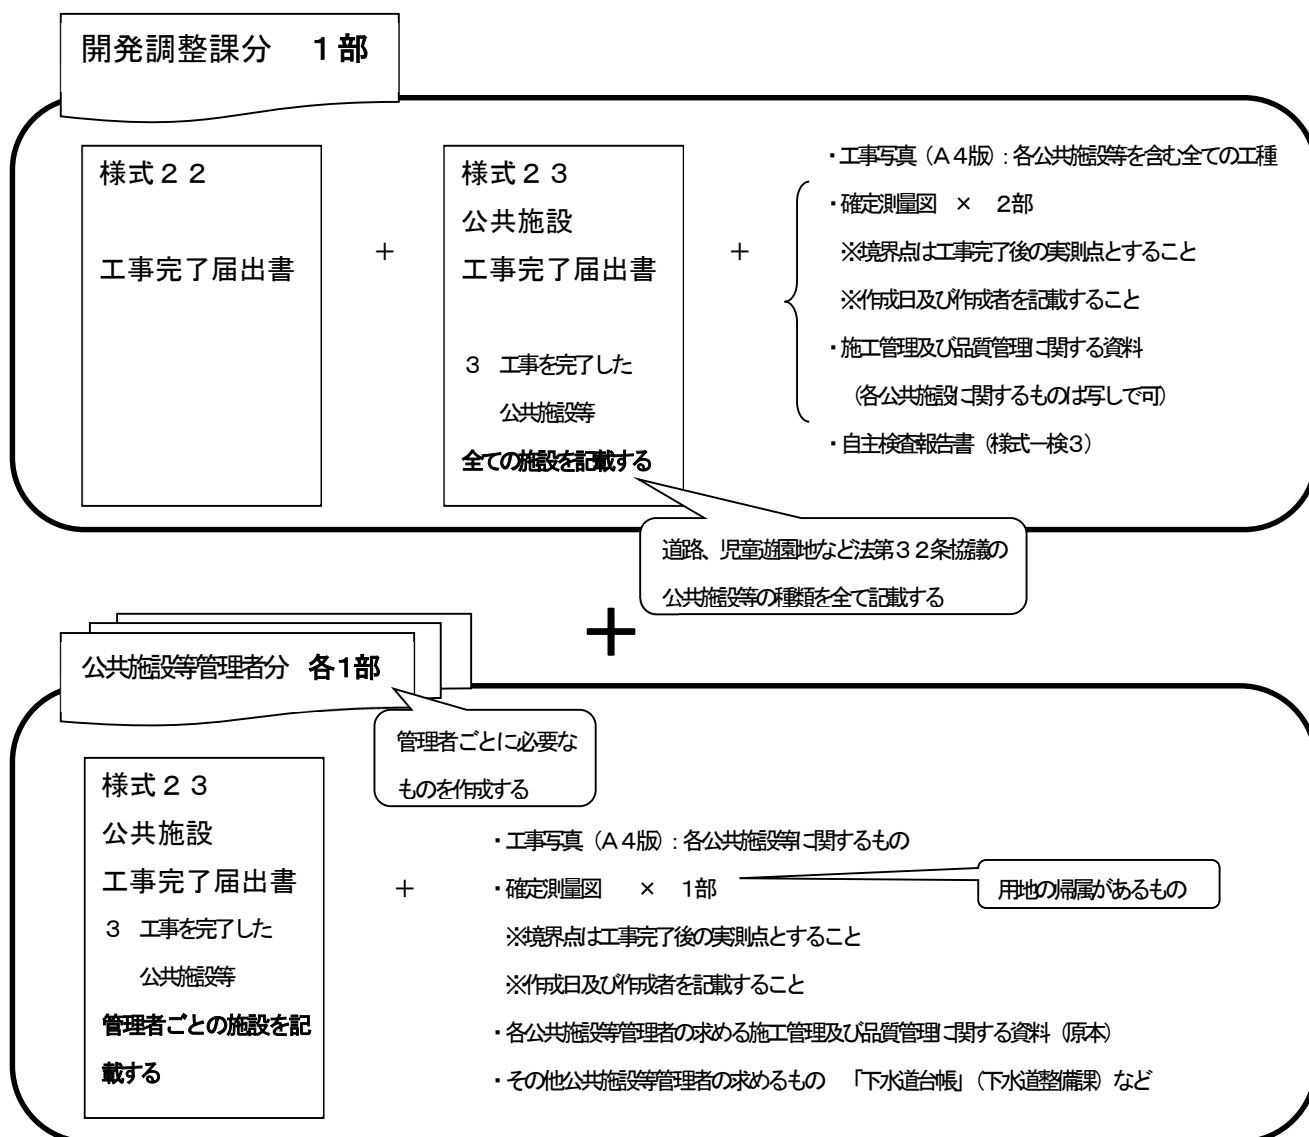 開発調整課分　１部
様式２２
工事完了届出書
＋
様式２３
公共施設
工事完了届出書
３　工事を完了した
公共施設等
全ての施設を記載する
＋
・工事写真（Ａ４版）：各公共施設等を含む全ての工種
・確定測量図　×　２部
※境界点は工事完了後の実測点とすること
※作成日及び作成者を記載すること
・施工管理及び品質管理に関する資料
（各公共施設に関するものは写しで可）
・自主検査報告書（様式－検３）
道路、児童遊園地など法第３２条協議の
公共施設等の種類を全て記載する
＋
公共施設等管理者分　各１部
管理者ごとに必要な
ものを作成する
様式２３
公共施設
工事完了届出書
３　工事を完了した
公共施設等
管理者ごとの施設を記
載する
＋
・工事写真（Ａ４版）：各公共施設等に関するもの
・確定測量図　×　１部
用地の帰属があるもの
※境界点は工事完了後の実測点とすること
※作成日及び作成者を記載すること
・各公共施設等管理者の求める施工管理及び品質管理に関する資料（原本）
・その他公共施設等管理者の求めるもの　「下水道台帳」（下水道整備課）など